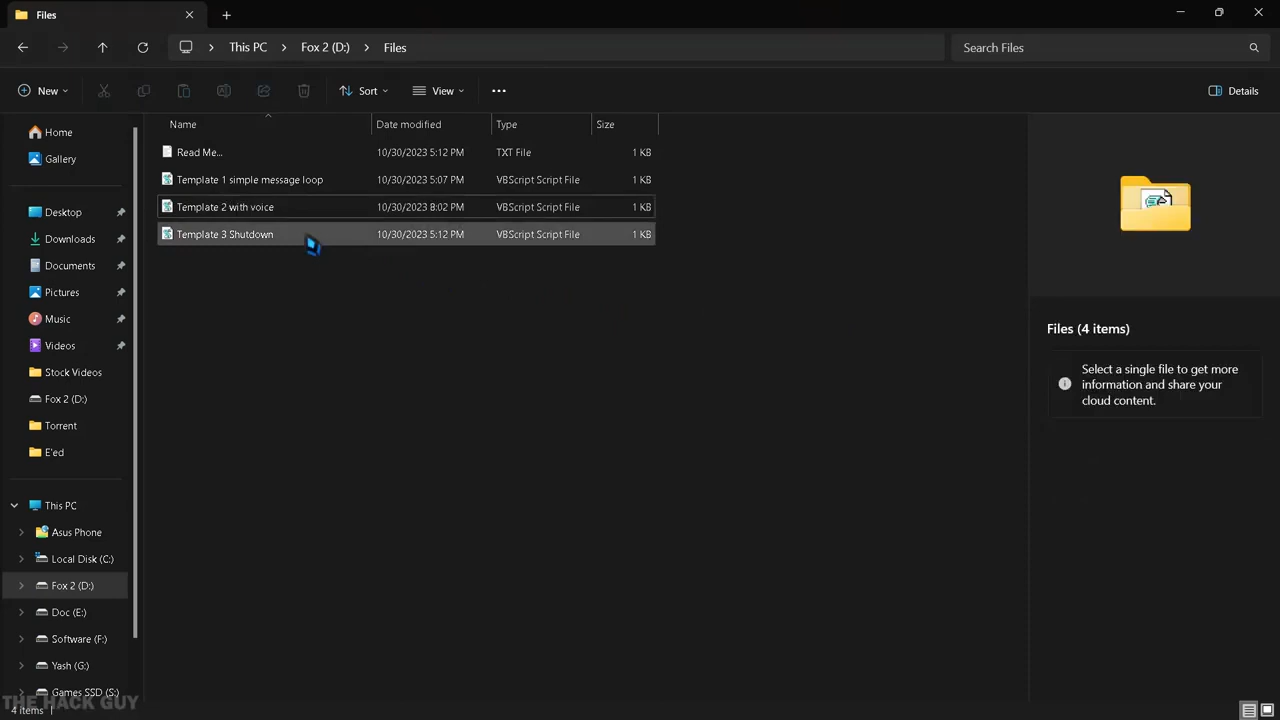 Files
This PC > Fox 2 (D:) > Files
Search Files
New
Sort
View
Details
Name Date modified Type Size
Home
Gallery
Desktop
Downloads
Documents
Pictures
Music
Videos
Stock Videos
Fox 2 (D:)
Torrent
E'ed
This PC
Asus Phone
Local Disk (C:)
Fox 2 (D:)
Doc (E:)
Software (F:)
Yash (G:)
Games SSD (S:)
Read Me... 10/30/2023 5:12 PM TXT File 1 KB
Template 1 simple message loop 10/30/2023 5:07 PM VBScript Script File 1 KB
Template 2 with voice 10/30/2023 8:12 PM VBScript Script File 1 KB
Template 3 Shutdown 10/30/2023 5:12 PM VBScript Script File 1 KB
Files (4 items)
Select a single file to get more
information and share your
cloud content.
THE HACK GUY
4 items